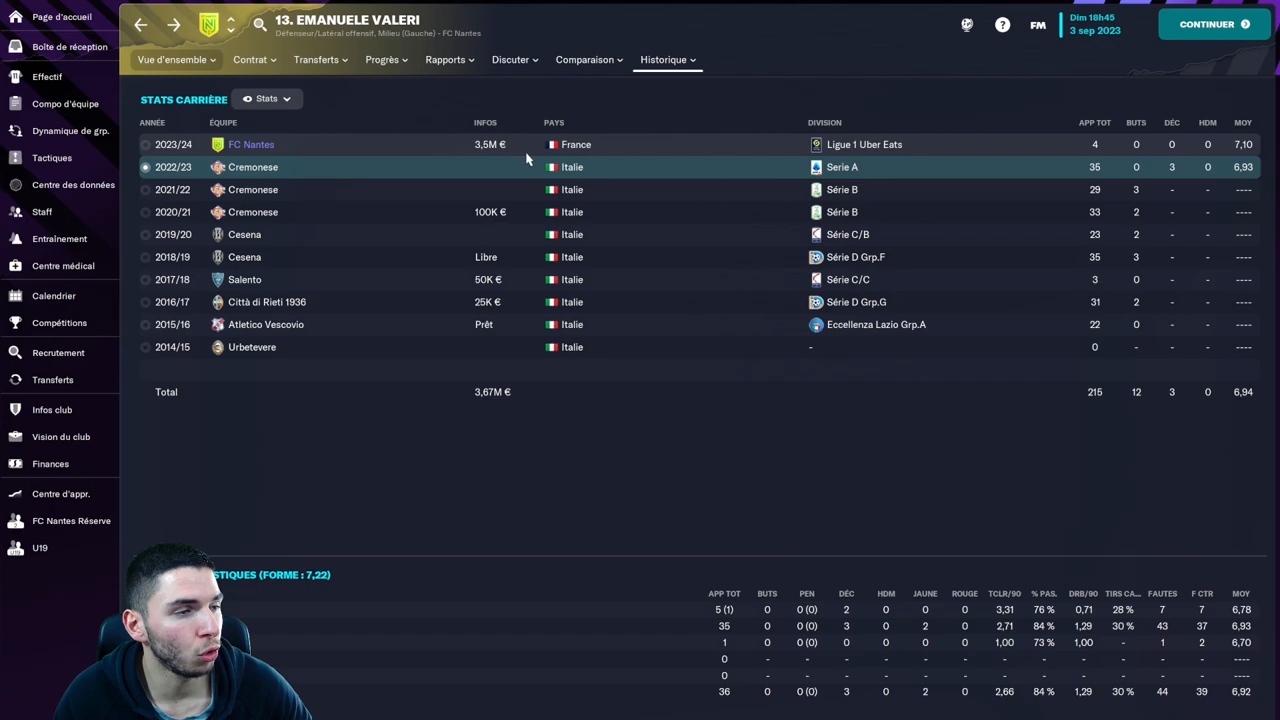 Page d'accueil
Boîte de réception
Effectif
Compo d'équipe
Dynamique de grp.
Tactiques
Centre des données
Staff
Entraînement
Centre médical
Calendrier
Compétitions
Recrutement
Transferts
Infos club
Vision du club
Finances
Centre d'appr.
FC Nantes Réserve
U19
13. EMANUELE VALERI
Défenseur/Latéral offensif, Milieu (Gauche) - FC Nantes
FM
Dim 18h45
3 sep 2023
CONTINUER
Vue d'ensemble Contrat Transferts Progrès Rapports Discuter Comparaison Historique
STATS CARRIÈRE Stats
ANNÉE ÉQUIPE INFOS PAYS DIVISION APP TOT BUTS DÉC HDM MOY
2023/24 FC Nantes 3,5M € France Ligue 1 Uber Eats 4 0 0 0 7,10
2022/23 Cremonese Italie Serie A 35 0 3 0 6,93
2021/22 Cremonese Italie Série B 29 3 - - ----
2020/21 Cremonese 100K € Italie Série B 33 2 - - ----
2019/20 Cesena Italie Série C/B 23 2 - - ----
2018/19 Cesena Libre Italie Série D Grp.F 35 3 - - ----
2017/18 Salento 50K € Italie Série C/C 3 0 - - ----
2016/17 Città di Rieti 1936 25K € Italie Série D Grp.G 31 2 - - ----
2015/16 Atletico Vescovio Prêt Italie Eccellenza Lazio Grp.A 22 0 - - ----
2014/15 Urbetevere Italie - 0 - - ----
Total 3,67M € 215 12 3 0 6,94
STIQUES (FORME : 7,22)
APP TOT BUTS PEN DÉC HDM JAUNE ROUGE TCLR/90 % PAS. DRB/90 TIRS CA... FAUTES F CTR MOY
5 (1) 0 0 (0) 2 0 0 0 3,31 76 % 0,71 28 % 7 7 6,78
35 0 0 (0) 3 0 2 0 2,71 84 % 1,29 30 % 43 37 6,93
1 0 0 (0) 0 0 0 0 1,00 73 % 1,00 - 1 2 6,70
0 - - - - - - - - - - - - ----
0 - - - - - - - - - - - - ----
36 0 0 (0) 3 0 2 0 2,66 84 % 1,29 30 % 44 39 6,92